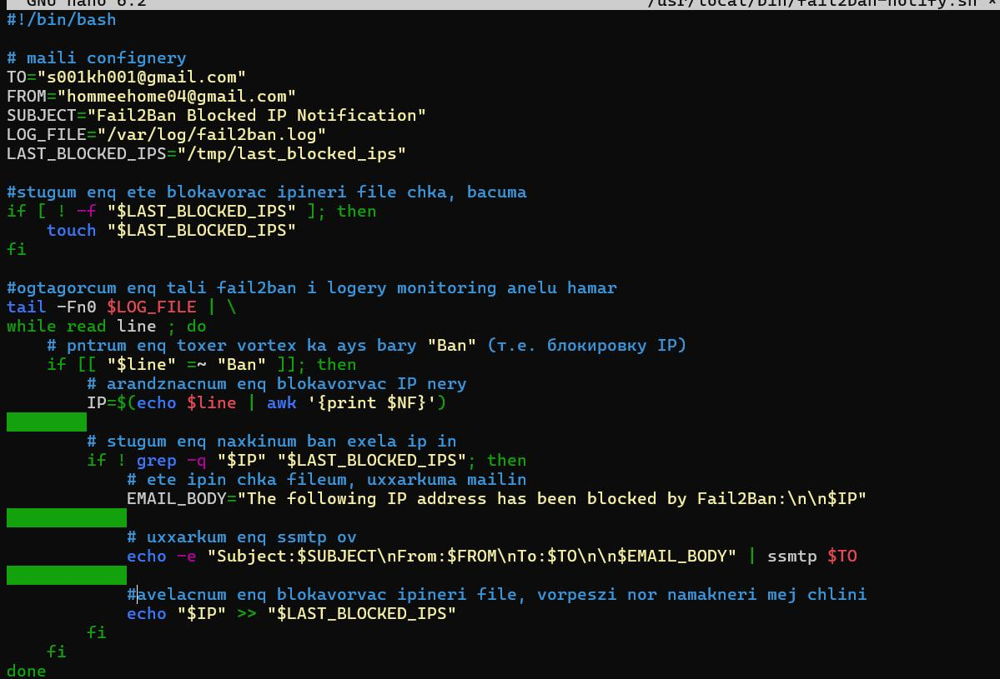 GNU nano 6.2 /usr/local/bin/fail2ban-notify.sh *
#!/bin/bash
# maili confignery
TO="s001kh001@gmail.com"
FROM="hommeehome04@gmail.com"
SUBJECT="Fail2Ban Blocked IP Notification"
LOG_FILE="/var/log/fail2ban.log"
LAST_BLOCKED_IPS="/tmp/last_blocked_ips"
#stugum enq ete blokavorac ipineri file chka, bacuma
if [ ! -f "$LAST_BLOCKED_IPS" ]; then
    touch "$LAST_BLOCKED_IPS"
fi
#ogtagorcum enq tali fail2ban i logery monitoring anelu hamar
tail -Fn0 $LOG_FILE | \
while read line ; do
    # pntrum enq toxer vortex ka ays bary "Ban" (т.е. блокировку IP)
    if [[ "$line" =~ "Ban" ]]; then
        # arandznacnum enq blokavorvac IP nery
        IP=$(echo $line | awk '{print $NF}')
        # stugum enq naxkinum ban exela ip in
        if ! grep -q "$IP" "$LAST_BLOCKED_IPS"; then
            # ete ipin chka fileum, uxxarkuma mailin
            EMAIL_BODY="The following IP address has been blocked by Fail2Ban:\n\n$IP"
            # uxxarkum enq ssmtp ov
            echo -e "Subject:$SUBJECT\nFrom:$FROM\nTo:$TO\n\n$EMAIL_BODY" | ssmtp $TO
            #avelacnum enq blokavorvac ipineri file, vorpeszi nor namakneri mej chlini
            echo "$IP" >> "$LAST_BLOCKED_IPS"
        fi
    fi
done